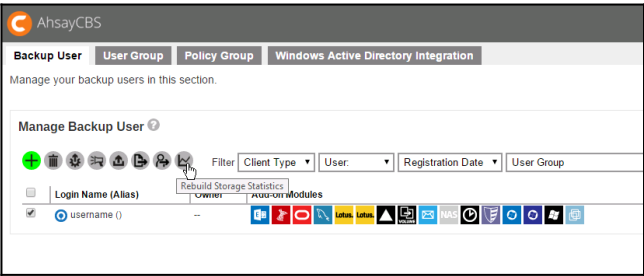 AhsayCBS
Backup User User Group Policy Group Windows Active Directory Integration
Manage your backup users in this section.
Manage Backup User ?
Filter Client Type User: Registration Date User Group
Rebuild Storage Statistics
Login Name (Alias) Owner Add-on Modules
username () -- Lotus. Lotus. VOLUME NAS